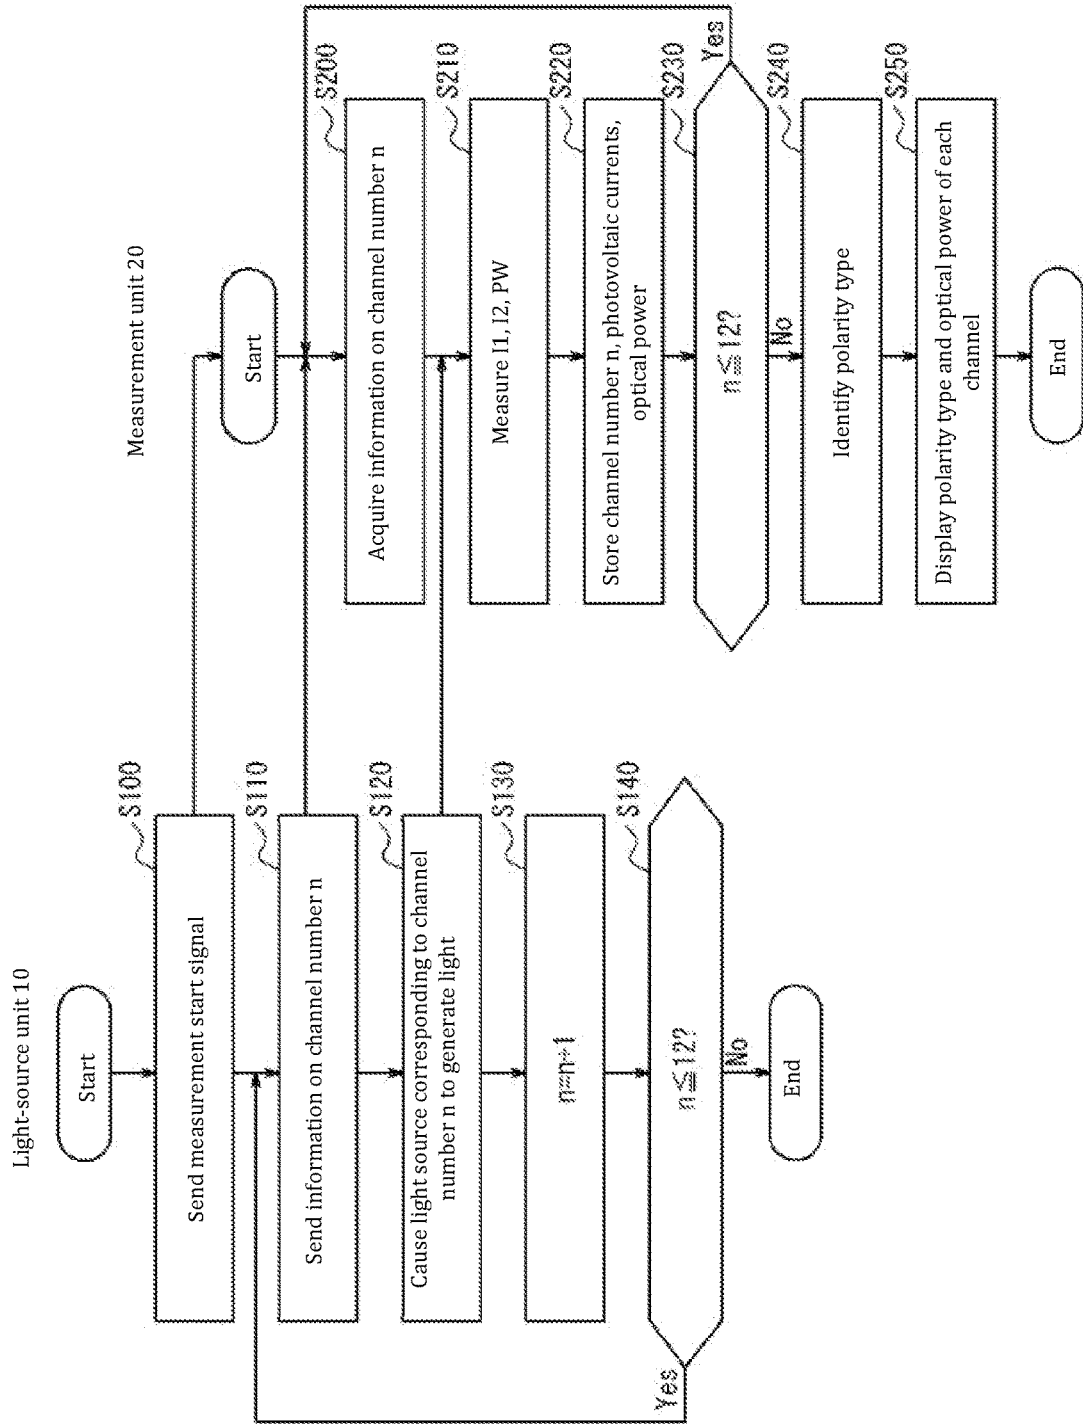 Light-source unit 10
Start
S100
Send measurement start signal
S110
Send information on channel number n
S120
Cause light source corresponding to channel
number n to generate light
S130
n=n+1
S140
n≦12?
Yes
No
End
Measurement unit 20
Start
S200
Acquire information on channel number n
S210
Measure I1, I2, PW
S220
Store channel number n, photovoltaic currents,
optical power
S230
n≦12?
Yes
No
S240
Identify polarity type
S250
Display polarity type and optical power of each
channel
End